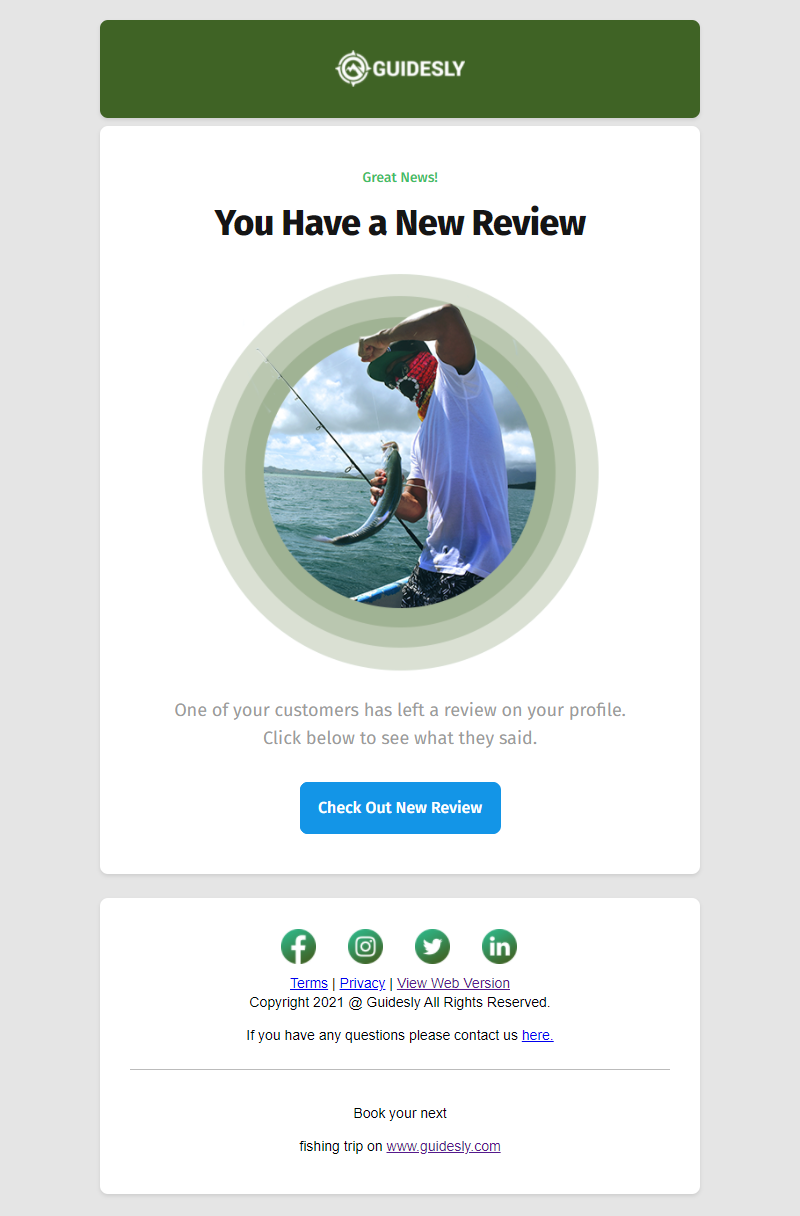 GUIDESLY
Great News!
You Have a New Review
One of your customers has left a review on your profile.
Click below to see what they said.
Check Out New Review
Terms | Privacy | View Web Version
Copyright 2021 @ Guidesly All Rights Reserved.
If you have any questions please contact us here.
Book your next
fishing trip on www.guidesly.com